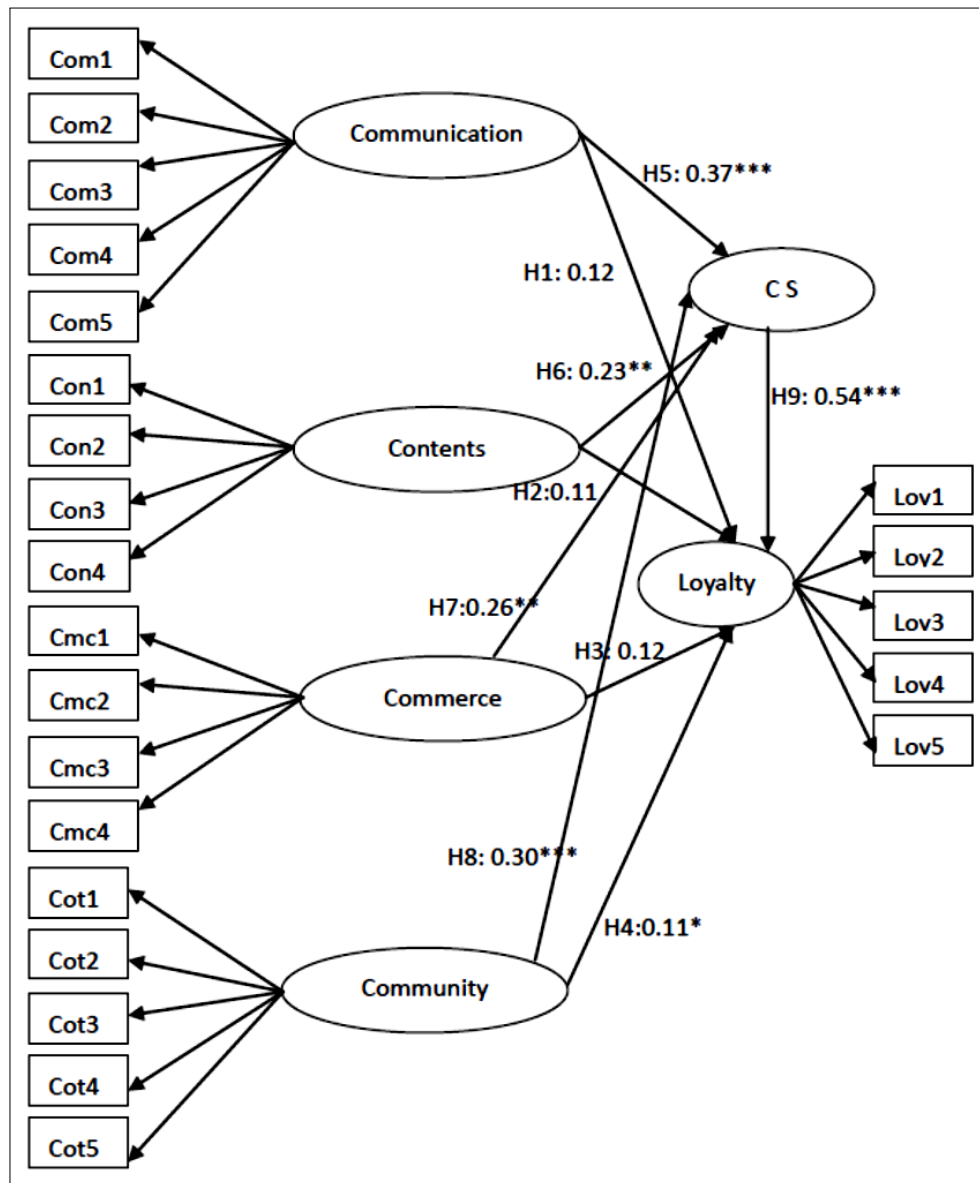 Com1
Com2
Com3
Com4
Com5
Con1
Con2
Con3
Con4
Cmc1
Cmc2
Cmc3
Cmc4
Cot1
Cot2
Cot3
Cot4
Cot5
Communication
Contents
Commerce
Community
H5: 0.37***
H1: 0.12
C S
H6: 0.23**
H9: 0.54***
H2:0.11
Loyalty
H7:0.26**
H3: 0.12
H8: 0.30***
H4:0.11*
Lov1
Lov2
Lov3
Lov4
Lov5